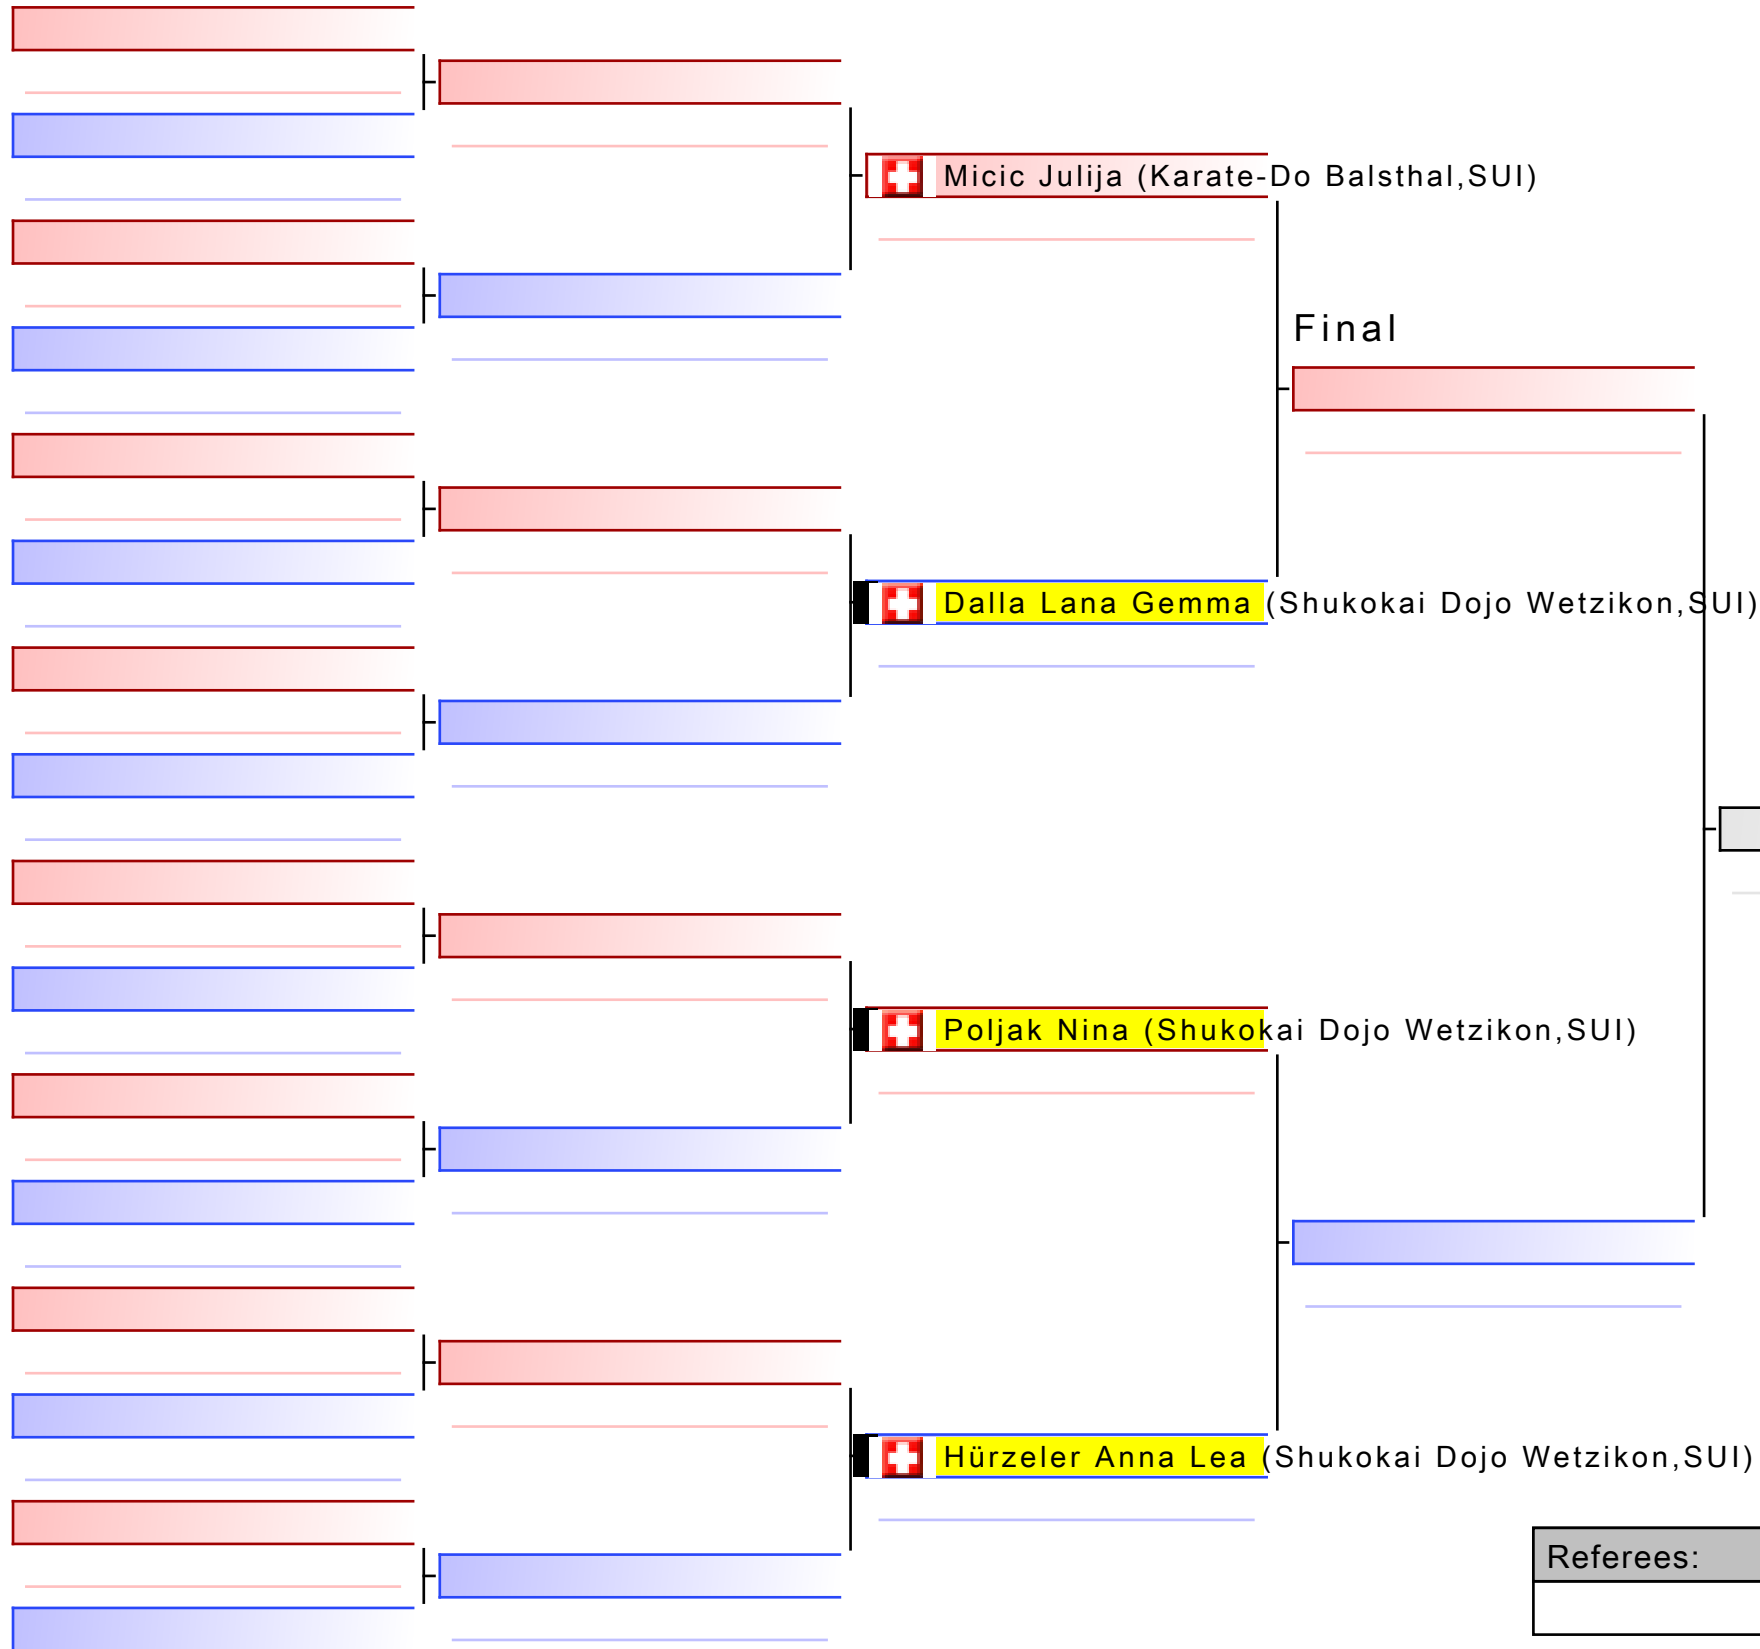 Micic Julija (Karate-Do Balsthal,SUI)
Final
Dalla Lana Gemma (Shukokai Dojo Wetzikon,SUI)
Poljak Nina (Shukokai Dojo Wetzikon,SUI)
Hürzeler Anna Lea (Shukokai Dojo Wetzikon,SUI)
Referees: